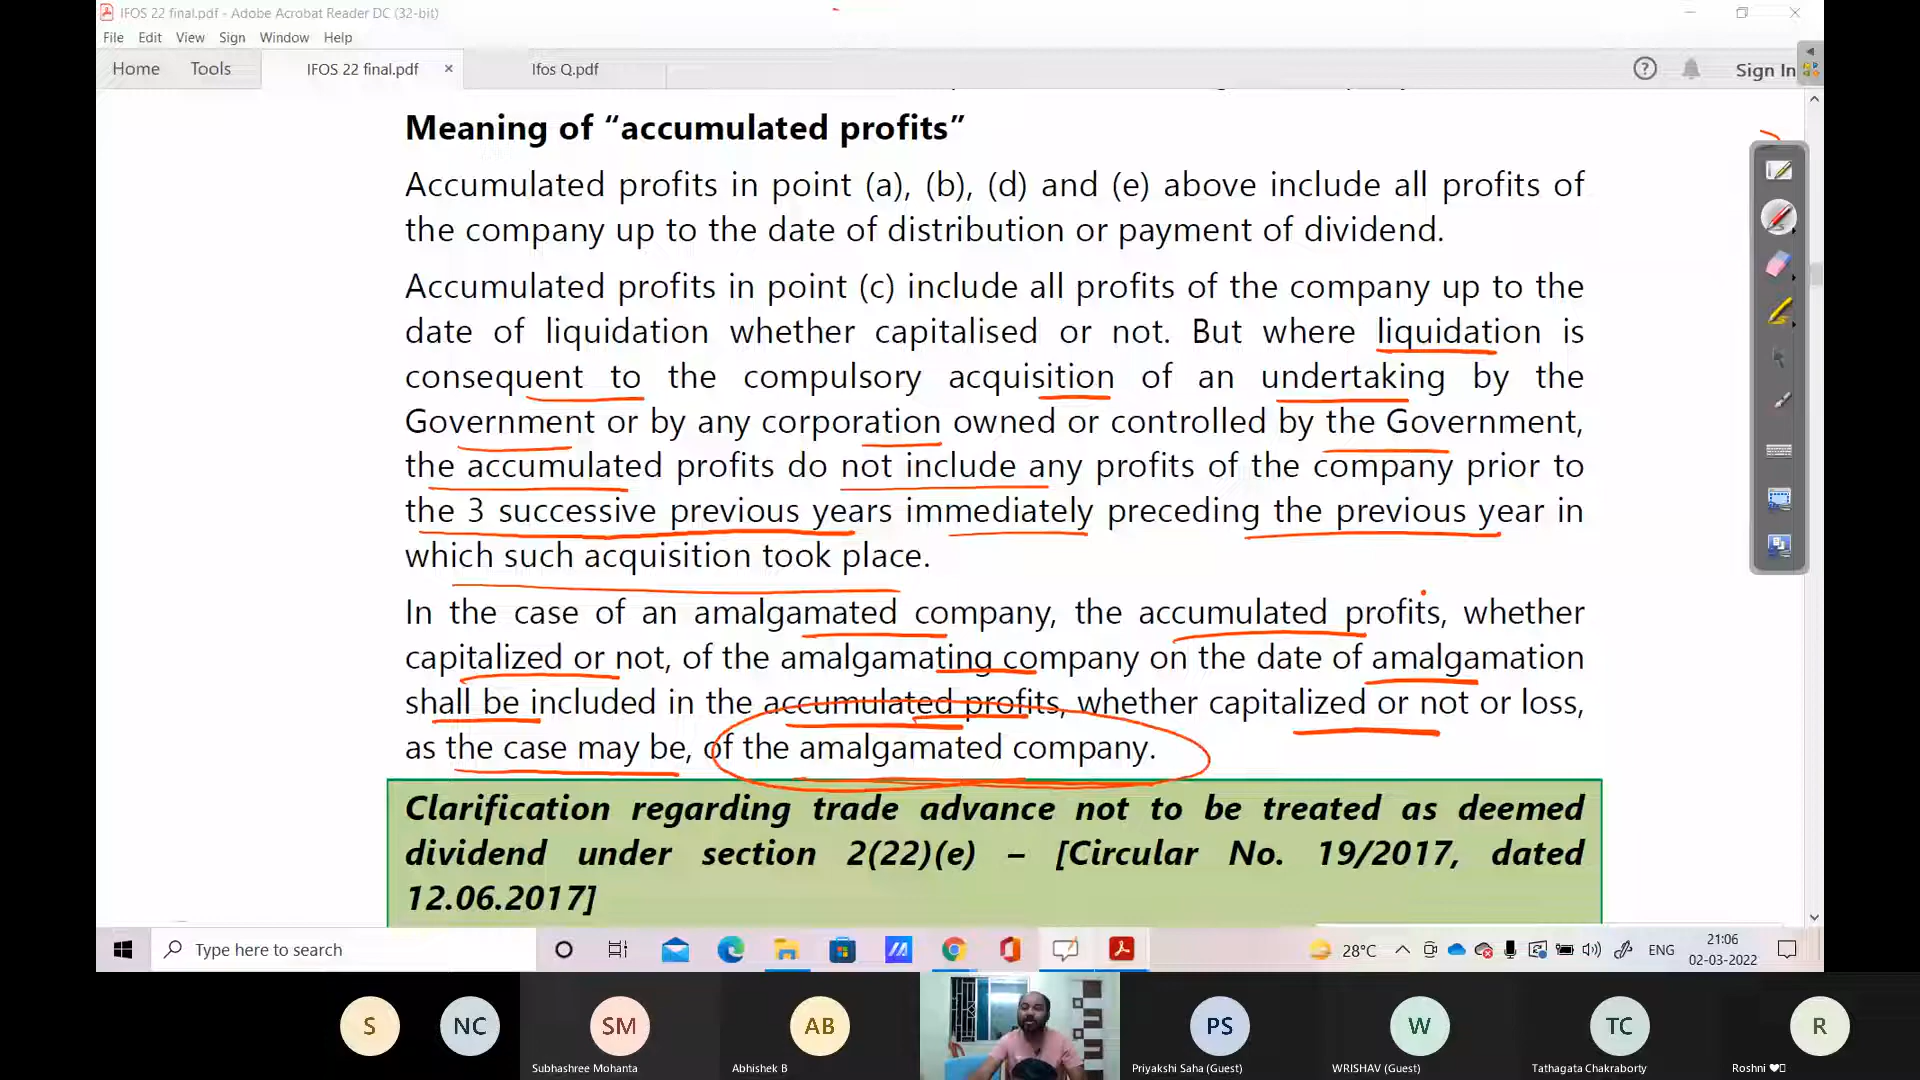 IFOS 22 final.pdf - Adobe Acrobat Reader DC (32-bit)
File Edit View Sign Window Help
Home Tools IFOS 22 final.pdf × Ifos Q.pdf Sign In
Meaning of “accumulated profits”
Accumulated profits in point (a), (b), (d) and (e) above include all profits of
the company up to the date of distribution or payment of dividend.
Accumulated profits in point (c) include all profits of the company up to the
date of liquidation whether capitalised or not. But where liquidation is
consequent to the compulsory acquisition of an undertaking by the
Government or by any corporation owned or controlled by the Government,
the accumulated profits do not include any profits of the company prior to
the 3 successive previous years immediately preceding the previous year in
which such acquisition took place.
In the case of an amalgamated company, the accumulated profits, whether
capitalized or not, of the amalgamating company on the date of amalgamation
shall be included in the accumulated profits, whether capitalized or not or loss,
as the case may be, of the amalgamated company.
Clarification regarding trade advance not to be treated as deemed
dividend under section 2(22)(e) – [Circular No. 19/2017, dated
12.06.2017]
Type here to search 28°C ENG 21:06
02-03-2022
S NC SM AB PS W TC R
Subhashree Mohanta Abhishek B Priyakshi Saha (Guest) WRISHAV (Guest) Tathagata Chakraborty Roshni ❤